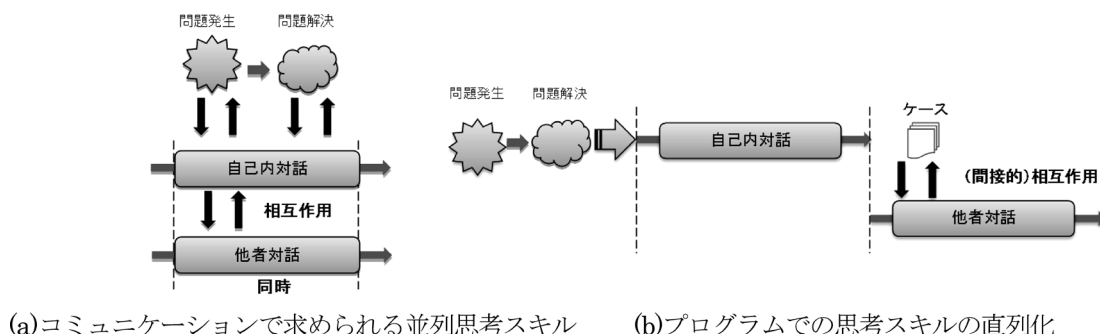 問題発生
問題解決
自己内対話
相互作用
他者対話
同時
(a)コミュニケーションで求められる並列思考スキル
問題発生
問題解決
自己内対話
ケース
(間接的)相互作用
他者対話
(b)プログラムでの思考スキルの直列化